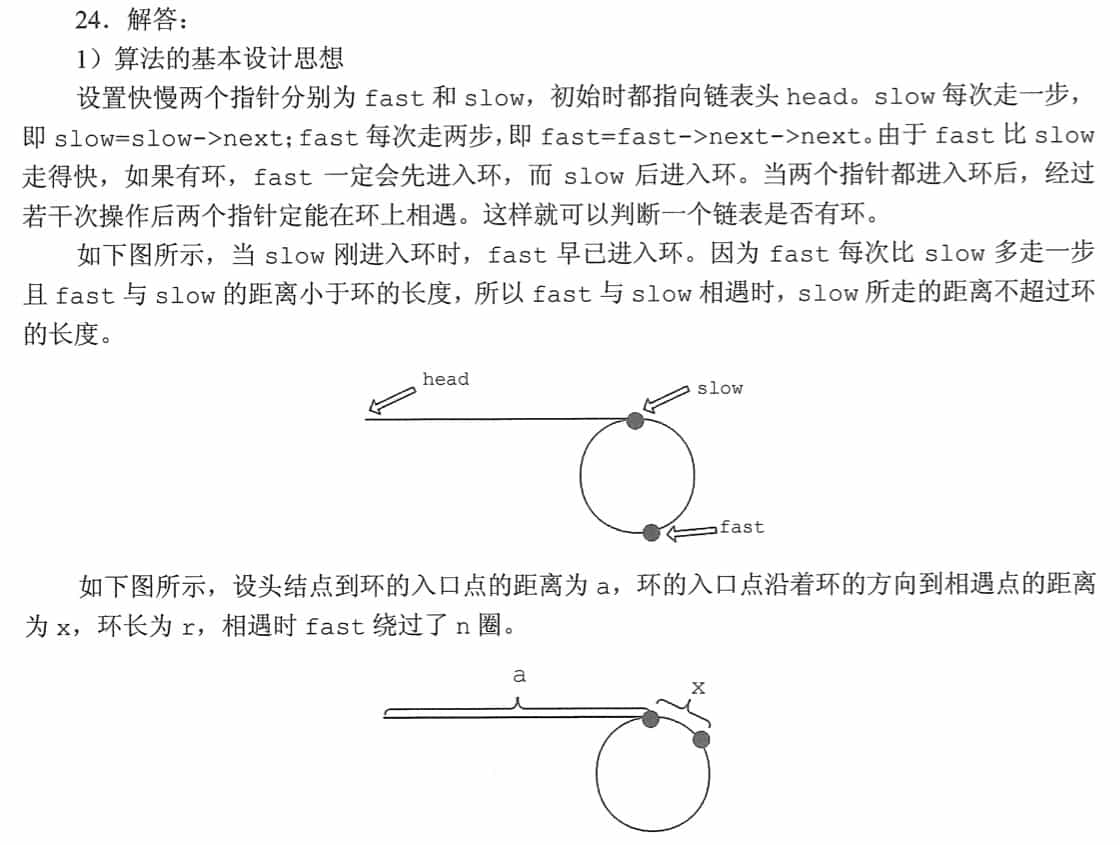 24．解答：
1）算法的基本设计思想
设置快慢两个指针分别为 fast 和 slow，初始时都指向链表头 head。slow 每次走一步，
即 slow=slow->next；fast 每次走两步，即 fast=fast->next->next。由于 fast 比 slow
走得快，如果有环，fast 一定会先进入环，而 slow 后进入环。当两个指针都进入环后，经过
若干次操作后两个指针定能在环上相遇。这样就可以判断一个链表是否有环。
如下图所示，当 slow 刚进入环时，fast 早已进入环。因为 fast 每次比 slow 多走一步
且 fast 与 slow 的距离小于环的长度，所以 fast 与 slow 相遇时，slow 所走的距离不超过环
的长度。
head
slow
fast
如下图所示，设头结点到环的入口点的距离为 a，环的入口点沿着环的方向到相遇点的距离
为 x，环长为 r，相遇时 fast 绕过了 n 圈。
a
x